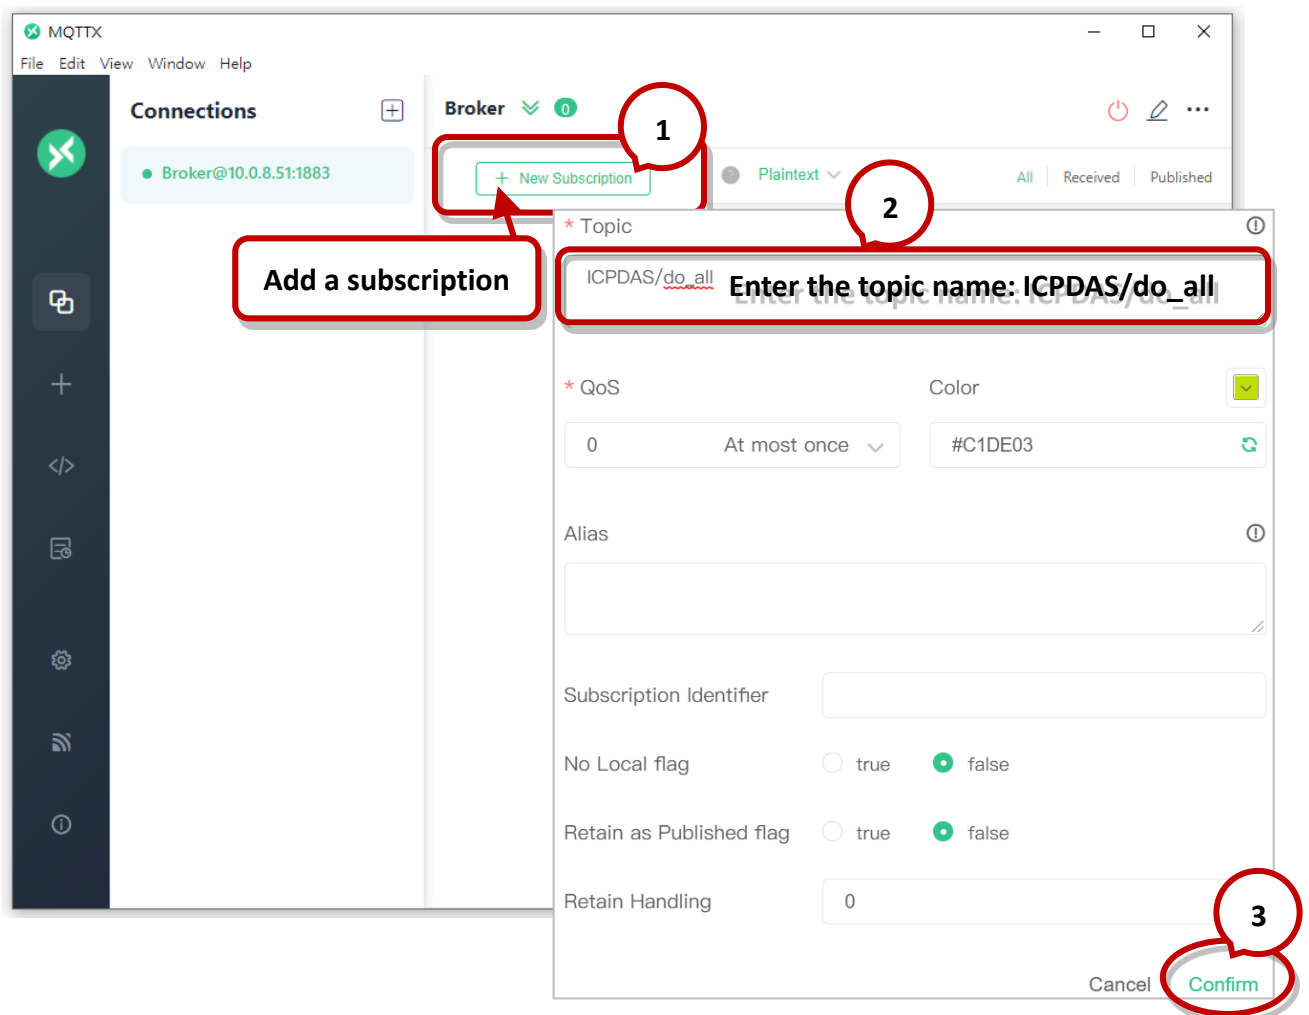 MQTTX
File Edit View Window Help
Connections
Broker 0
1
Broker@10.0.8.51:1883
+ New Subscription
Plaintext
All Received Published
2
* Topic
Add a subscription
ICPDAS/do_all
Enter the topic name: ICPDAS/do_all
* QoS
Color
0 At most once
#C1DE03
Alias
Subscription Identifier
No Local flag true false
Retain as Published flag true false
Retain Handling 0
3
Cancel Confirm